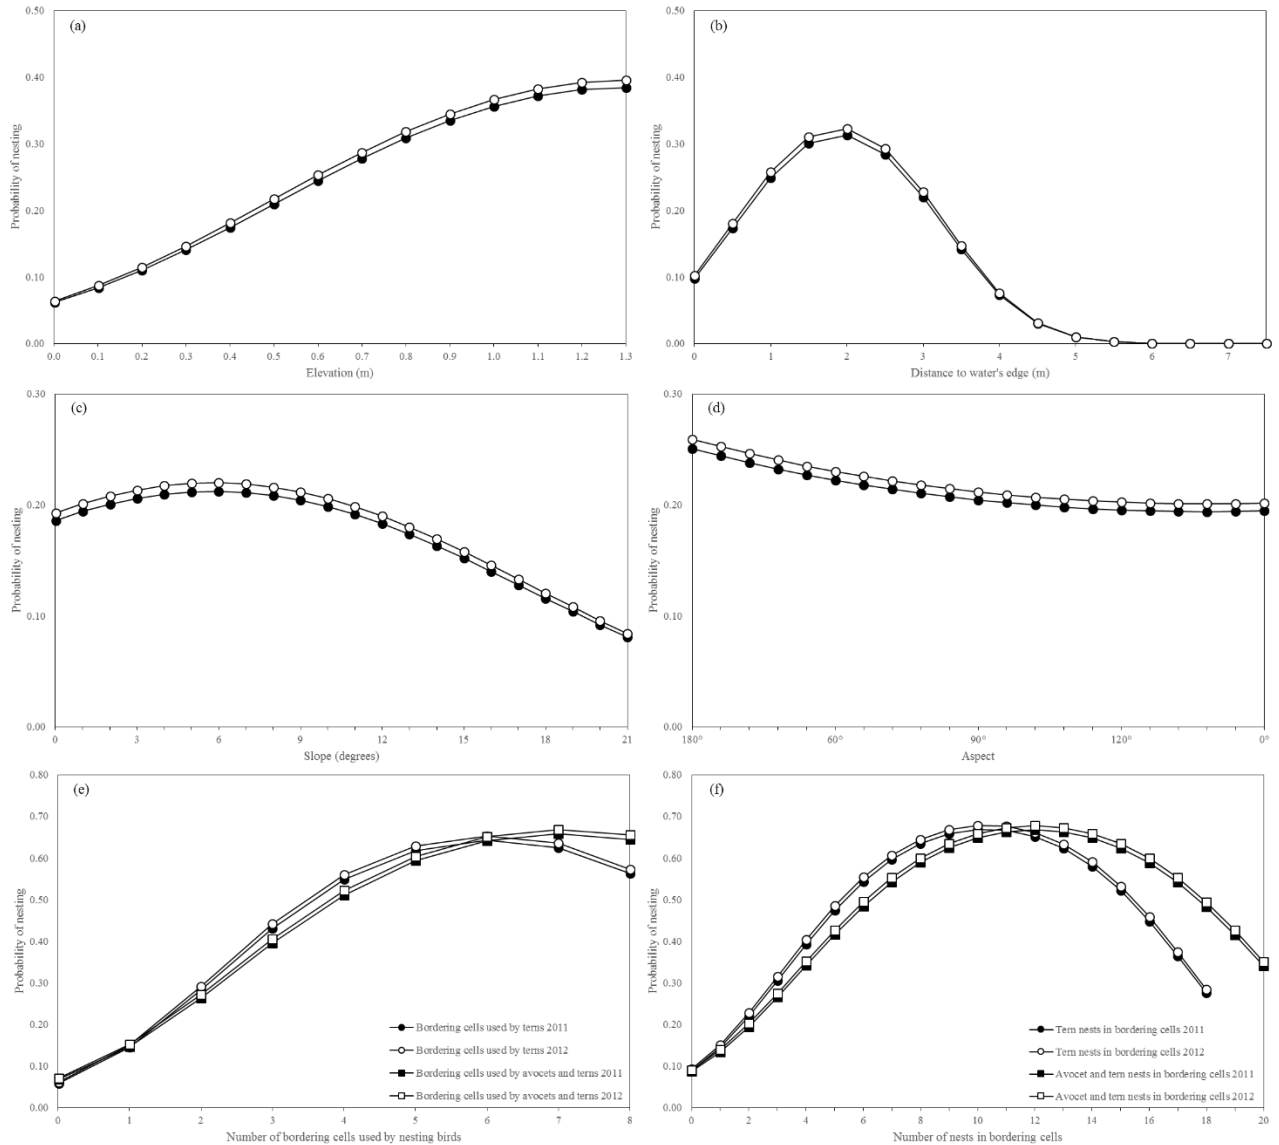 (a)
0.50
0.40
0.30
0.20
0.10
0.00
Probability of nesting
0.0 0.1 0.2 0.3 0.4 0.5 0.6 0.7 0.8 0.9 1.0 1.1 1.2 1.3
Elevation (m)
(b)
0.50
0.40
0.30
0.20
0.10
0.00
Probability of nesting
0 1 2 3 4 5 6 7
Distance to water's edge (m)
(c)
0.30
0.20
0.10
0.00
Probability of nesting
0 3 6 9 12 15 18 21
Slope (degrees)
(d)
0.30
0.20
0.10
0.00
Probability of nesting
180° 60° 90° 120° 0°
Aspect
(e)
0.80
0.70
0.60
0.50
0.40
0.30
0.20
0.10
0.00
Probability of nesting
Bordering cells used by terns 2011
Bordering cells used by terns 2012
Bordering cells used by avocets and terns 2011
Bordering cells used by avocets and terns 2012
0 1 2 3 4 5 6 7 8
Number of bordering cells used by nesting birds
(f)
0.80
0.70
0.60
0.50
0.40
0.30
0.20
0.10
0.00
Probability of nesting
Tern nests in bordering cells 2011
Tern nests in bordering cells 2012
Avocet and tern nests in bordering cells 2011
Avocet and tern nests in bordering cells 2012
0 2 4 6 8 10 12 14 16 18 20
Number of nests in bordering cells